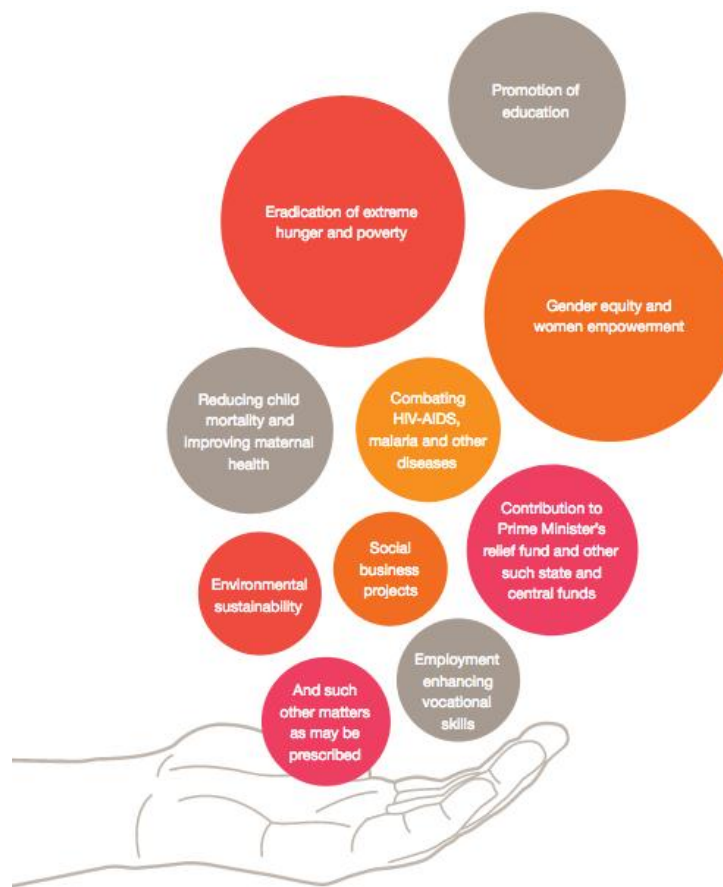 Promotion of
education
Eradication of extreme
hunger and poverty
Gender equity and
women empowerment
Reducing child
mortality and
improving maternal
health
Combating
HIV-AIDS,
malaria and other
diseases
Contribution to
Prime Minister's
relief fund and other
such state and
central funds
Social
business
projects
Environmental
sustainability
Employment
enhancing
vocational
skills
And such
other matters
as may be
prescribed